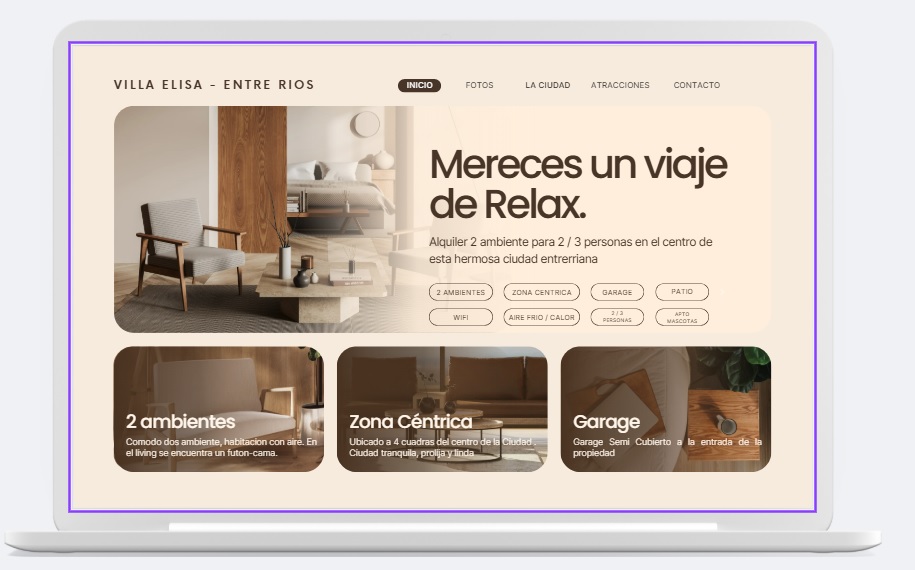 VILLA ELISA - ENTRE RIOS
INICIO
FOTOS
LA CIUDAD
ATRACCIONES
CONTACTO
Mereces un viaje
de Relax.
Alquiler 2 ambiente para 2 / 3 personas en el centro de
esta hermosa ciudad entrerriana
2 AMBIENTES
ZONA CENTRICA
GARAGE
PATIO
WIFI
AIRE FRIO / CALOR
2 / 3
PERSONAS
APTO
MASCOTAS
2 ambientes
Comodo dos ambiente, habitacion con aire. En
el living se encuentra un futon-cama.
Zona Céntrica
Ubicado a 4 cuadras del centro de la Ciudad .
Ciudad tranquila, prolija y linda
Garage
Garage Semi Cubierto a la entrada de la
propiedad